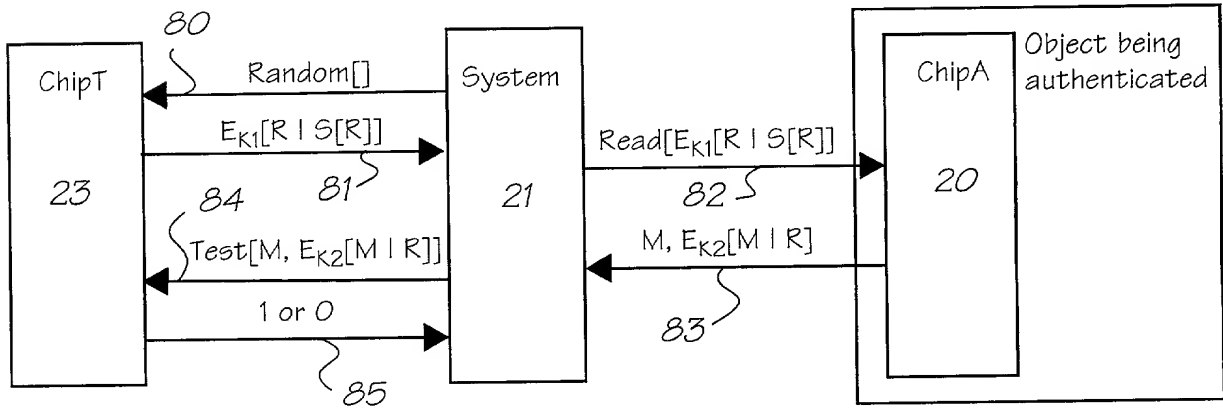 80
ChipT
Random[]
System
ChipA
Object being
authenticated
E_K1[R | S[R]]
Read[E_K1[R | S[R]]
23
81
21
82
20
84
Test[M, E_K2[M | R]]
M, E_K2[M | R]
1 or 0
83
85